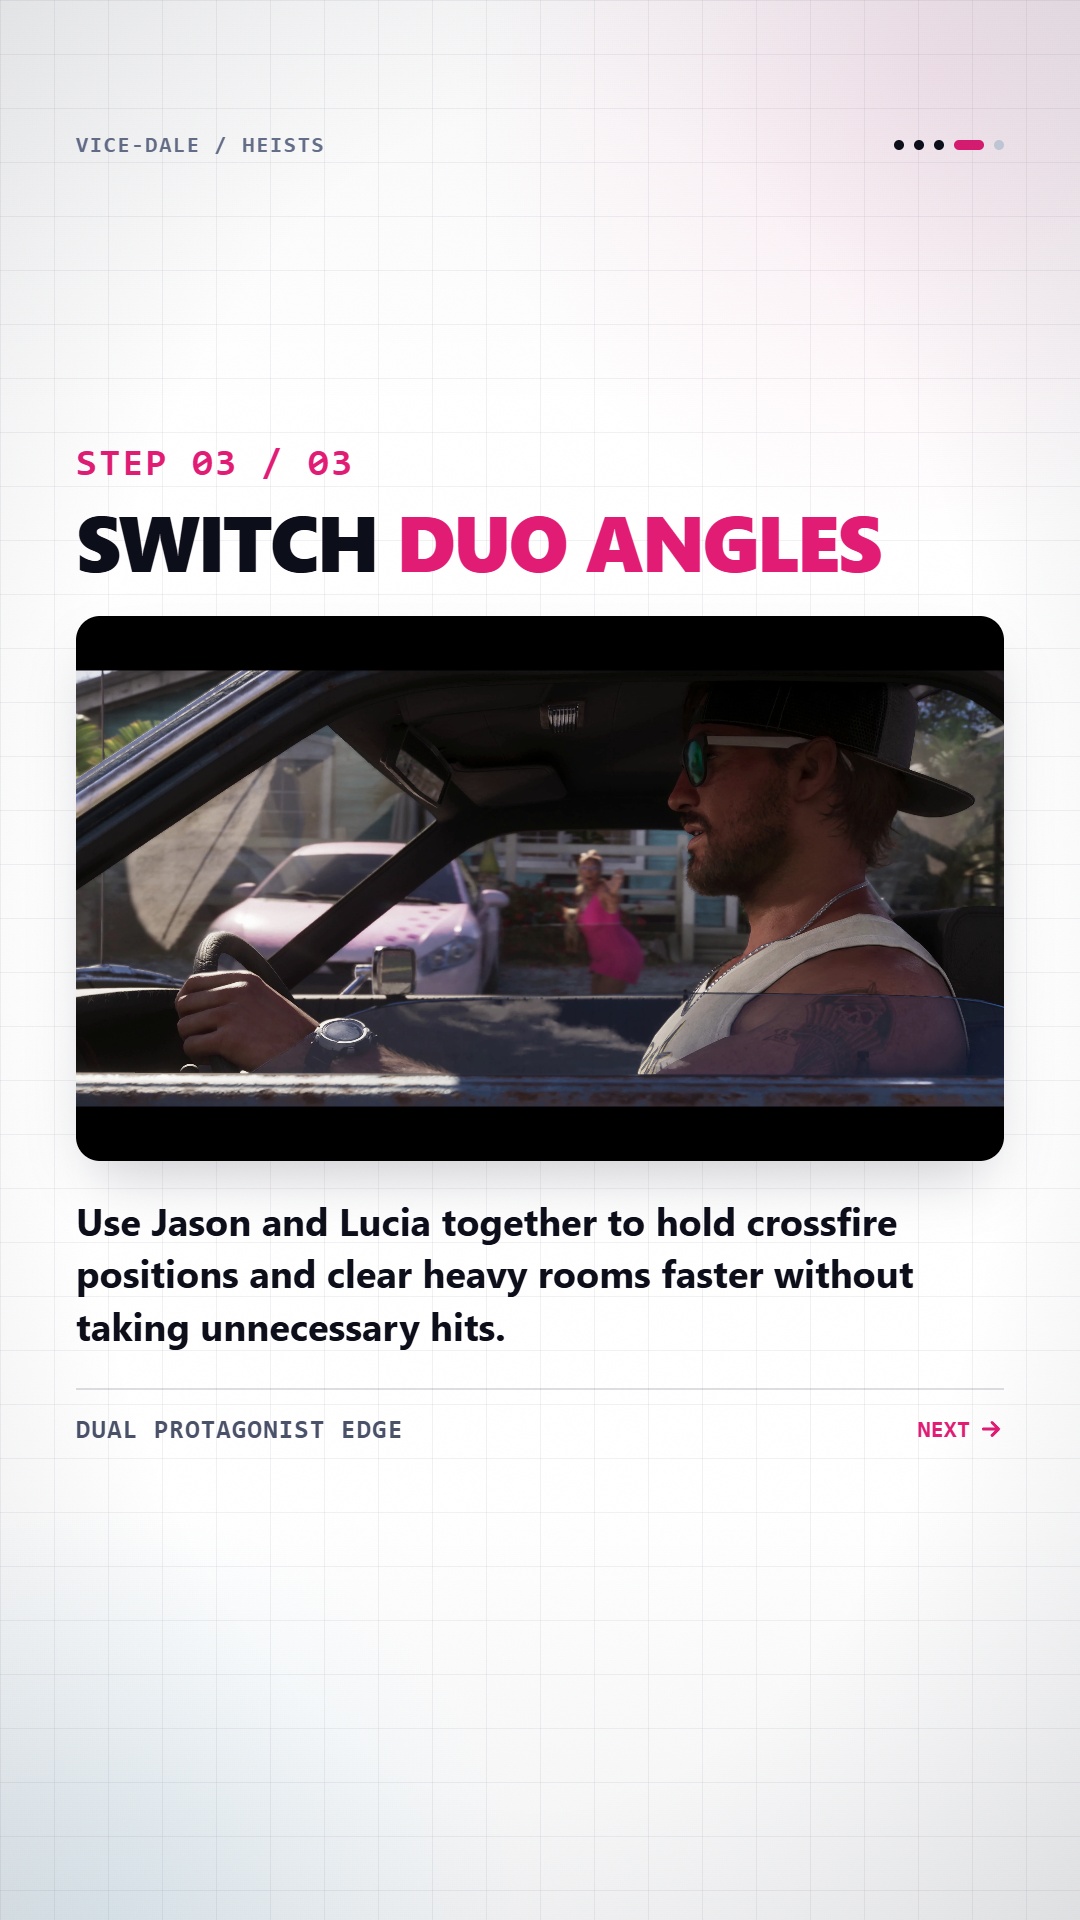 VICE-DALE / HEISTS
STEP 03 / 03
SWITCH DUO ANGLES
Use Jason and Lucia together to hold crossfire
positions and clear heavy rooms faster without
taking unnecessary hits.
DUAL PROTAGONIST EDGE
NEXT →